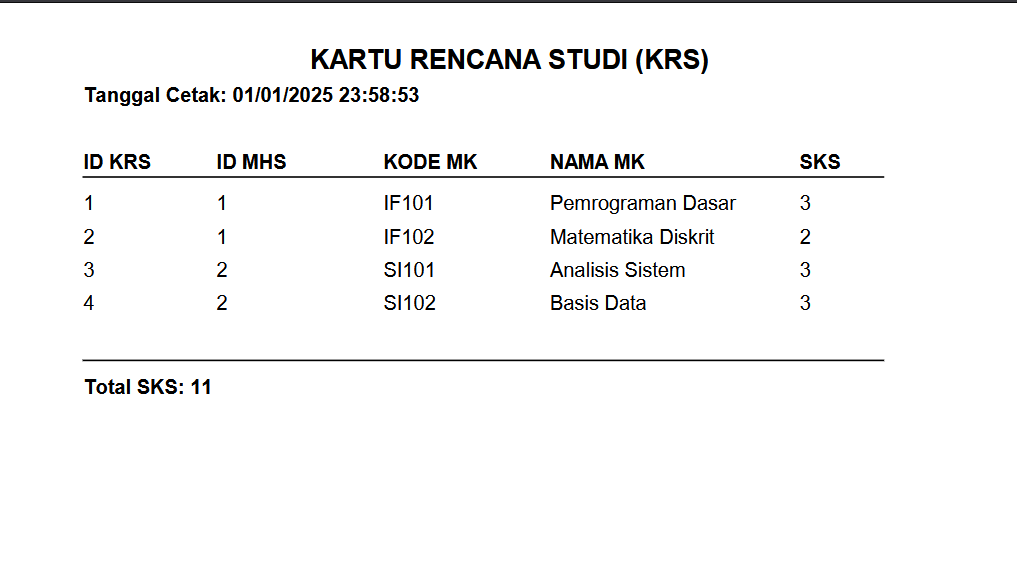 KARTU RENCANA STUDI (KRS)
Tanggal Cetak: 01/01/2025 23:58:53
ID KRS ID MHS KODE MK NAMA MK SKS
1 1 IF101 Pemrograman Dasar 3
2 1 IF102 Matematika Diskrit 2
3 2 SI101 Analisis Sistem 3
4 2 SI102 Basis Data 3
Total SKS: 11